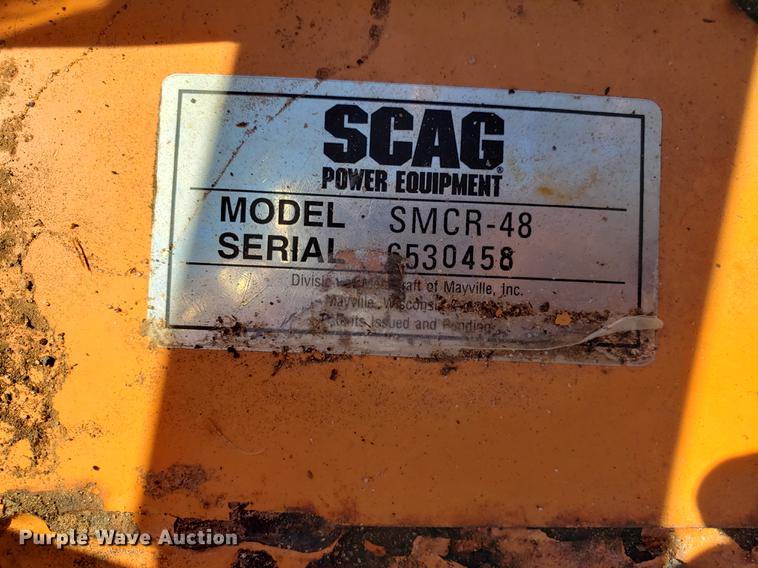 SCAG®
POWER EQUIPMENT
MODEL SMCR-48
SERIAL 6530458
Division of Metalcraft of Mayville, Inc.
Mayville, Wisconsin
Patents Issued and Pending
Purple Wave Auction